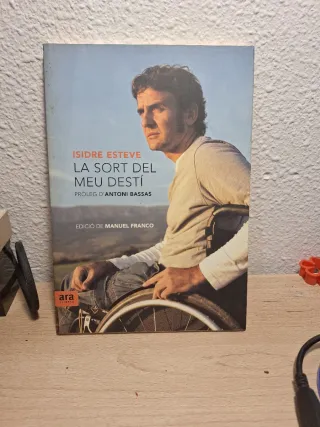 ISIDRE ESTEVE
LA SORT DEL
MEU DESTÍ
PRÒLEG D'ANTONI BASSAS
EDICIÓ DE MANUEL FRANCO
ara